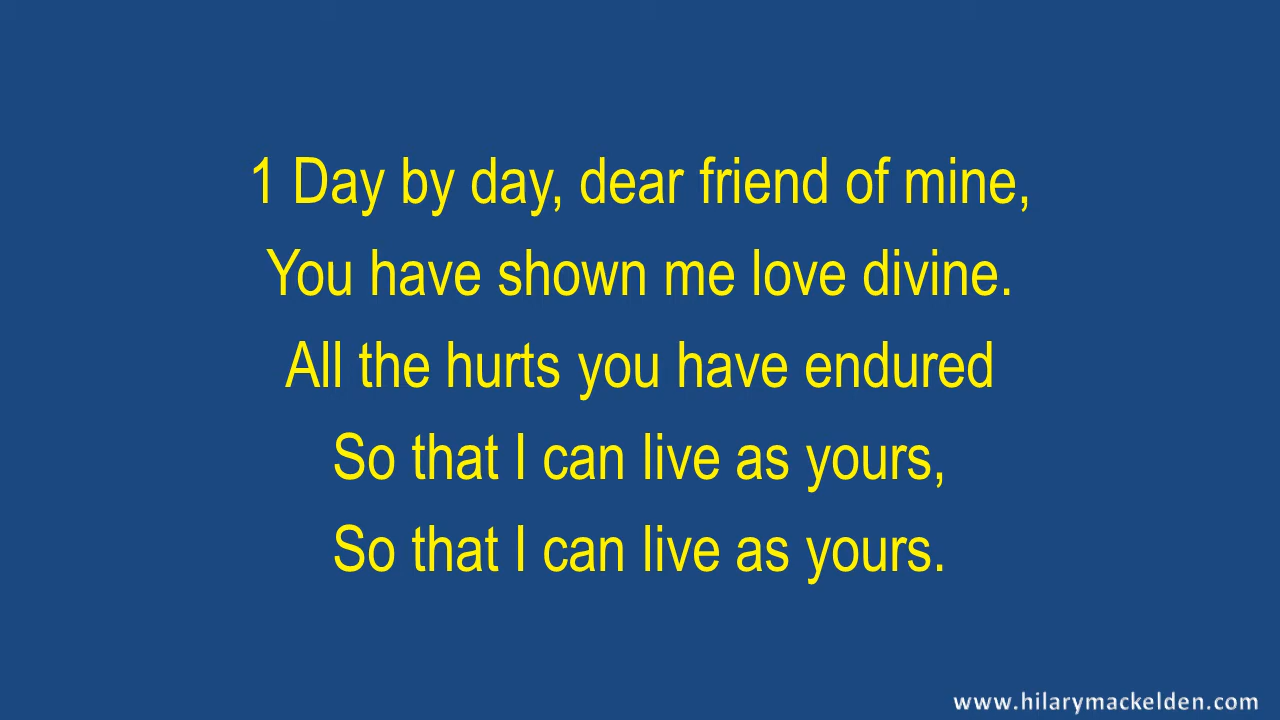 1 Day by day, dear friend of mine,
You have shown me love divine.
All the hurts you have endured
So that I can live as yours,
So that I can live as yours.
www.hilarymackelden.com